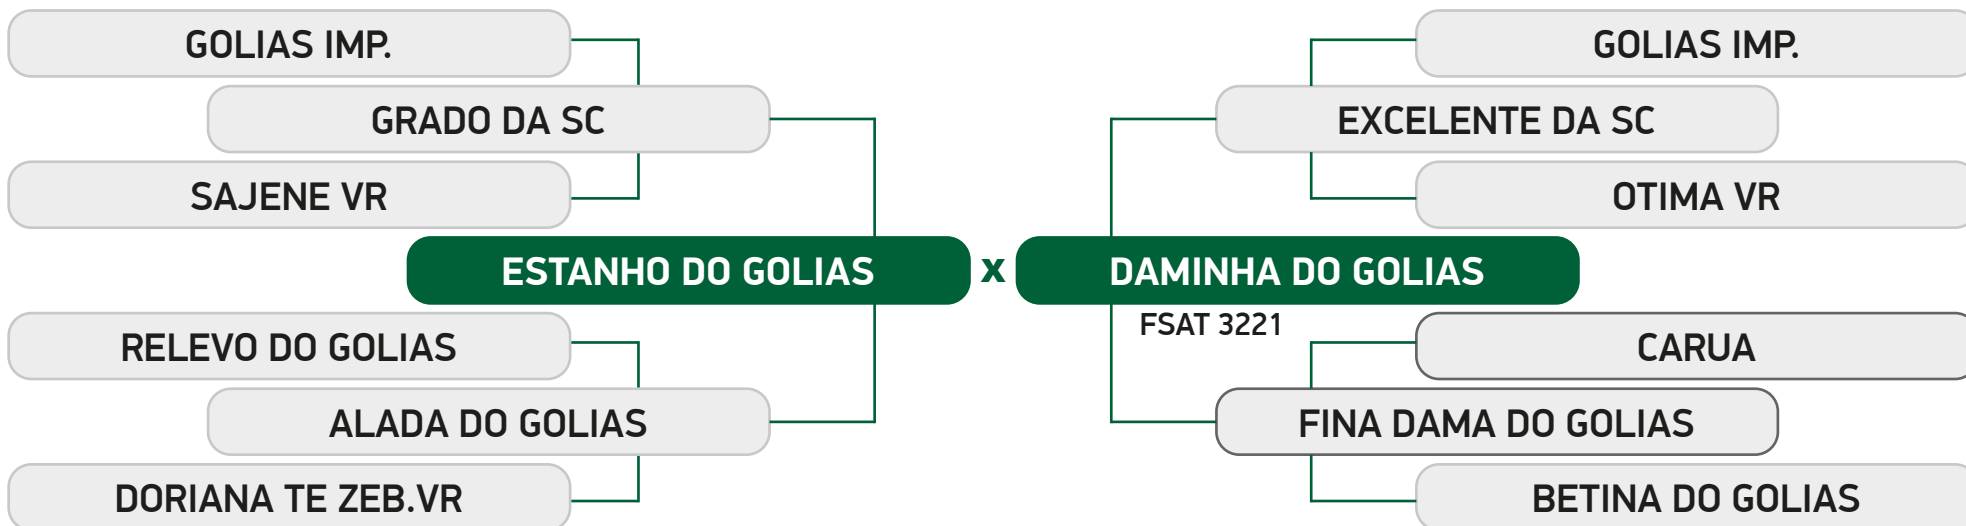 GOLIAS IMP.
GOLIAS IMP.
GRADO DA SC
EXCELENTE DA SC
SAJENE VR
OTIMA VR
ESTANHO DO GOLIAS x DAMINHA DO GOLIAS
FSAT 3221
RELEVO DO GOLIAS
CARUA
ALADA DO GOLIAS
FINA DAMA DO GOLIAS
DORIANA TE ZEB.VR
BETINA DO GOLIAS